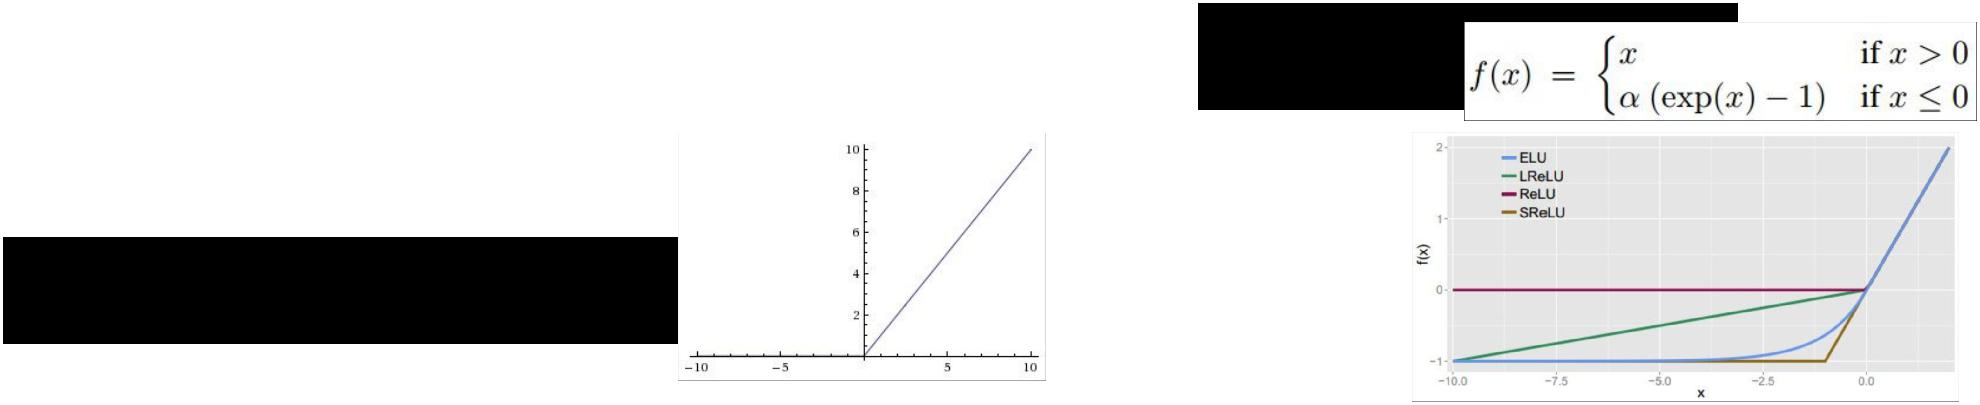 f(x) = { x if x > 0
α (exp(x) − 1) if x ≤ 0
10
8
6
4
2
−10 −5 5 10
ELU
LReLU
ReLU
SReLU
2
1
0
−1
f(x)
−10.0 −7.5 −5.0 −2.5 0.0
x